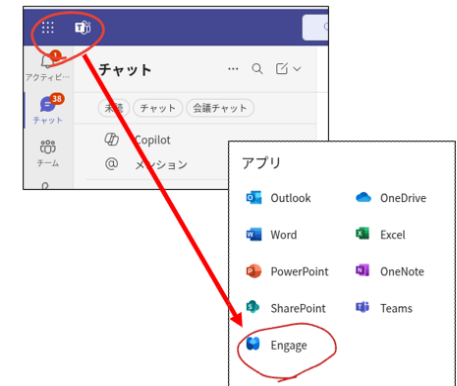 1
アクティビ…
チャット
…
未読
チャット
会議チャット
38
チャット
Copilot
チーム
@ メンション
アプリ
Outlook OneDrive
Word Excel
PowerPoint OneNote
SharePoint Teams
Engage